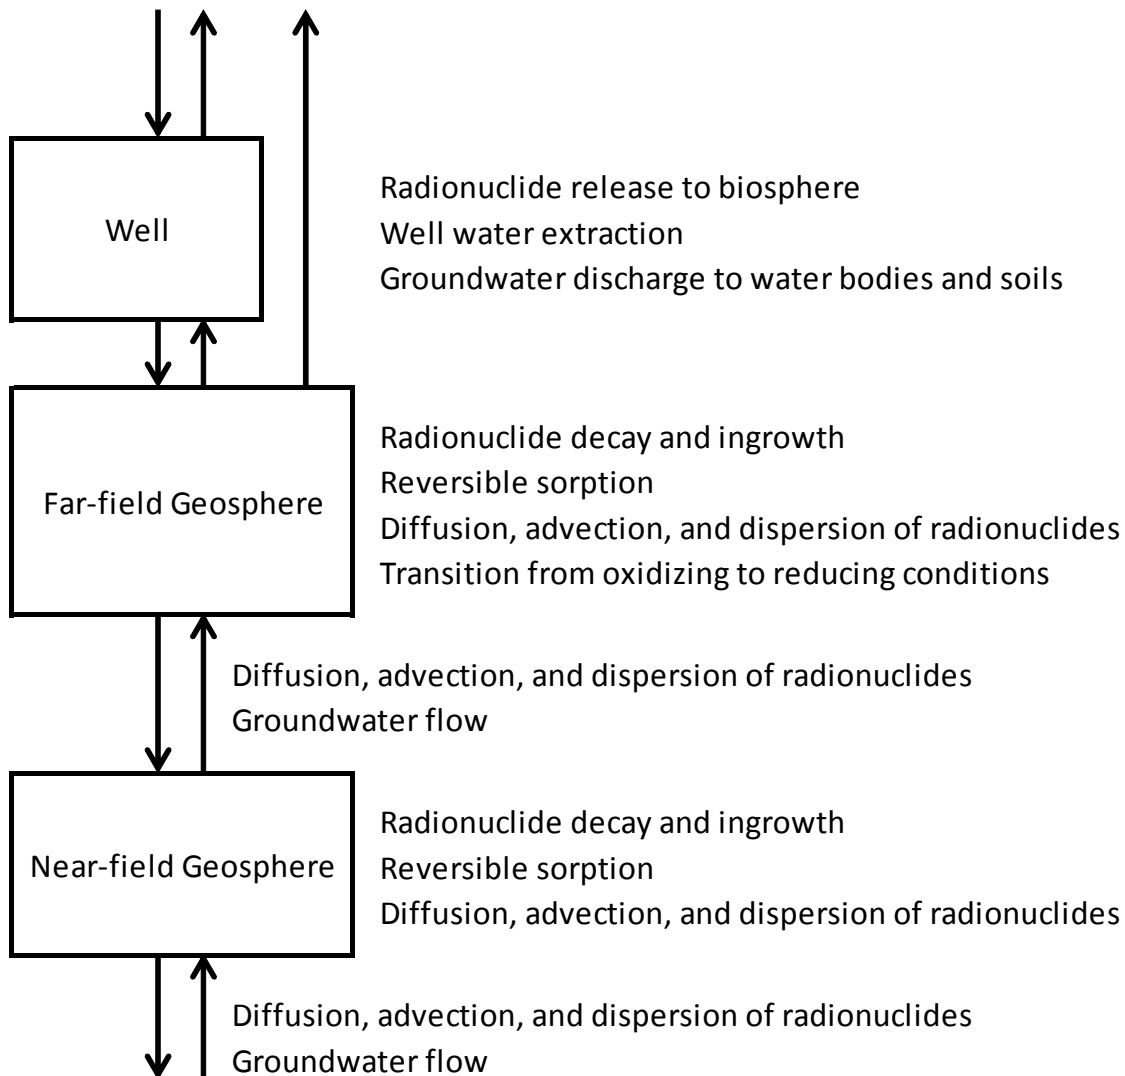 Well
Radionuclide release to biosphere
Well water extraction
Groundwater discharge to water bodies and soils
Far-field Geosphere
Radionuclide decay and ingrowth
Reversible sorption
Diffusion, advection, and dispersion of radionuclides
Transition from oxidizing to reducing conditions
Diffusion, advection, and dispersion of radionuclides
Groundwater flow
Near-field Geosphere
Radionuclide decay and ingrowth
Reversible sorption
Diffusion, advection, and dispersion of radionuclides
Diffusion, advection, and dispersion of radionuclides
Groundwater flow